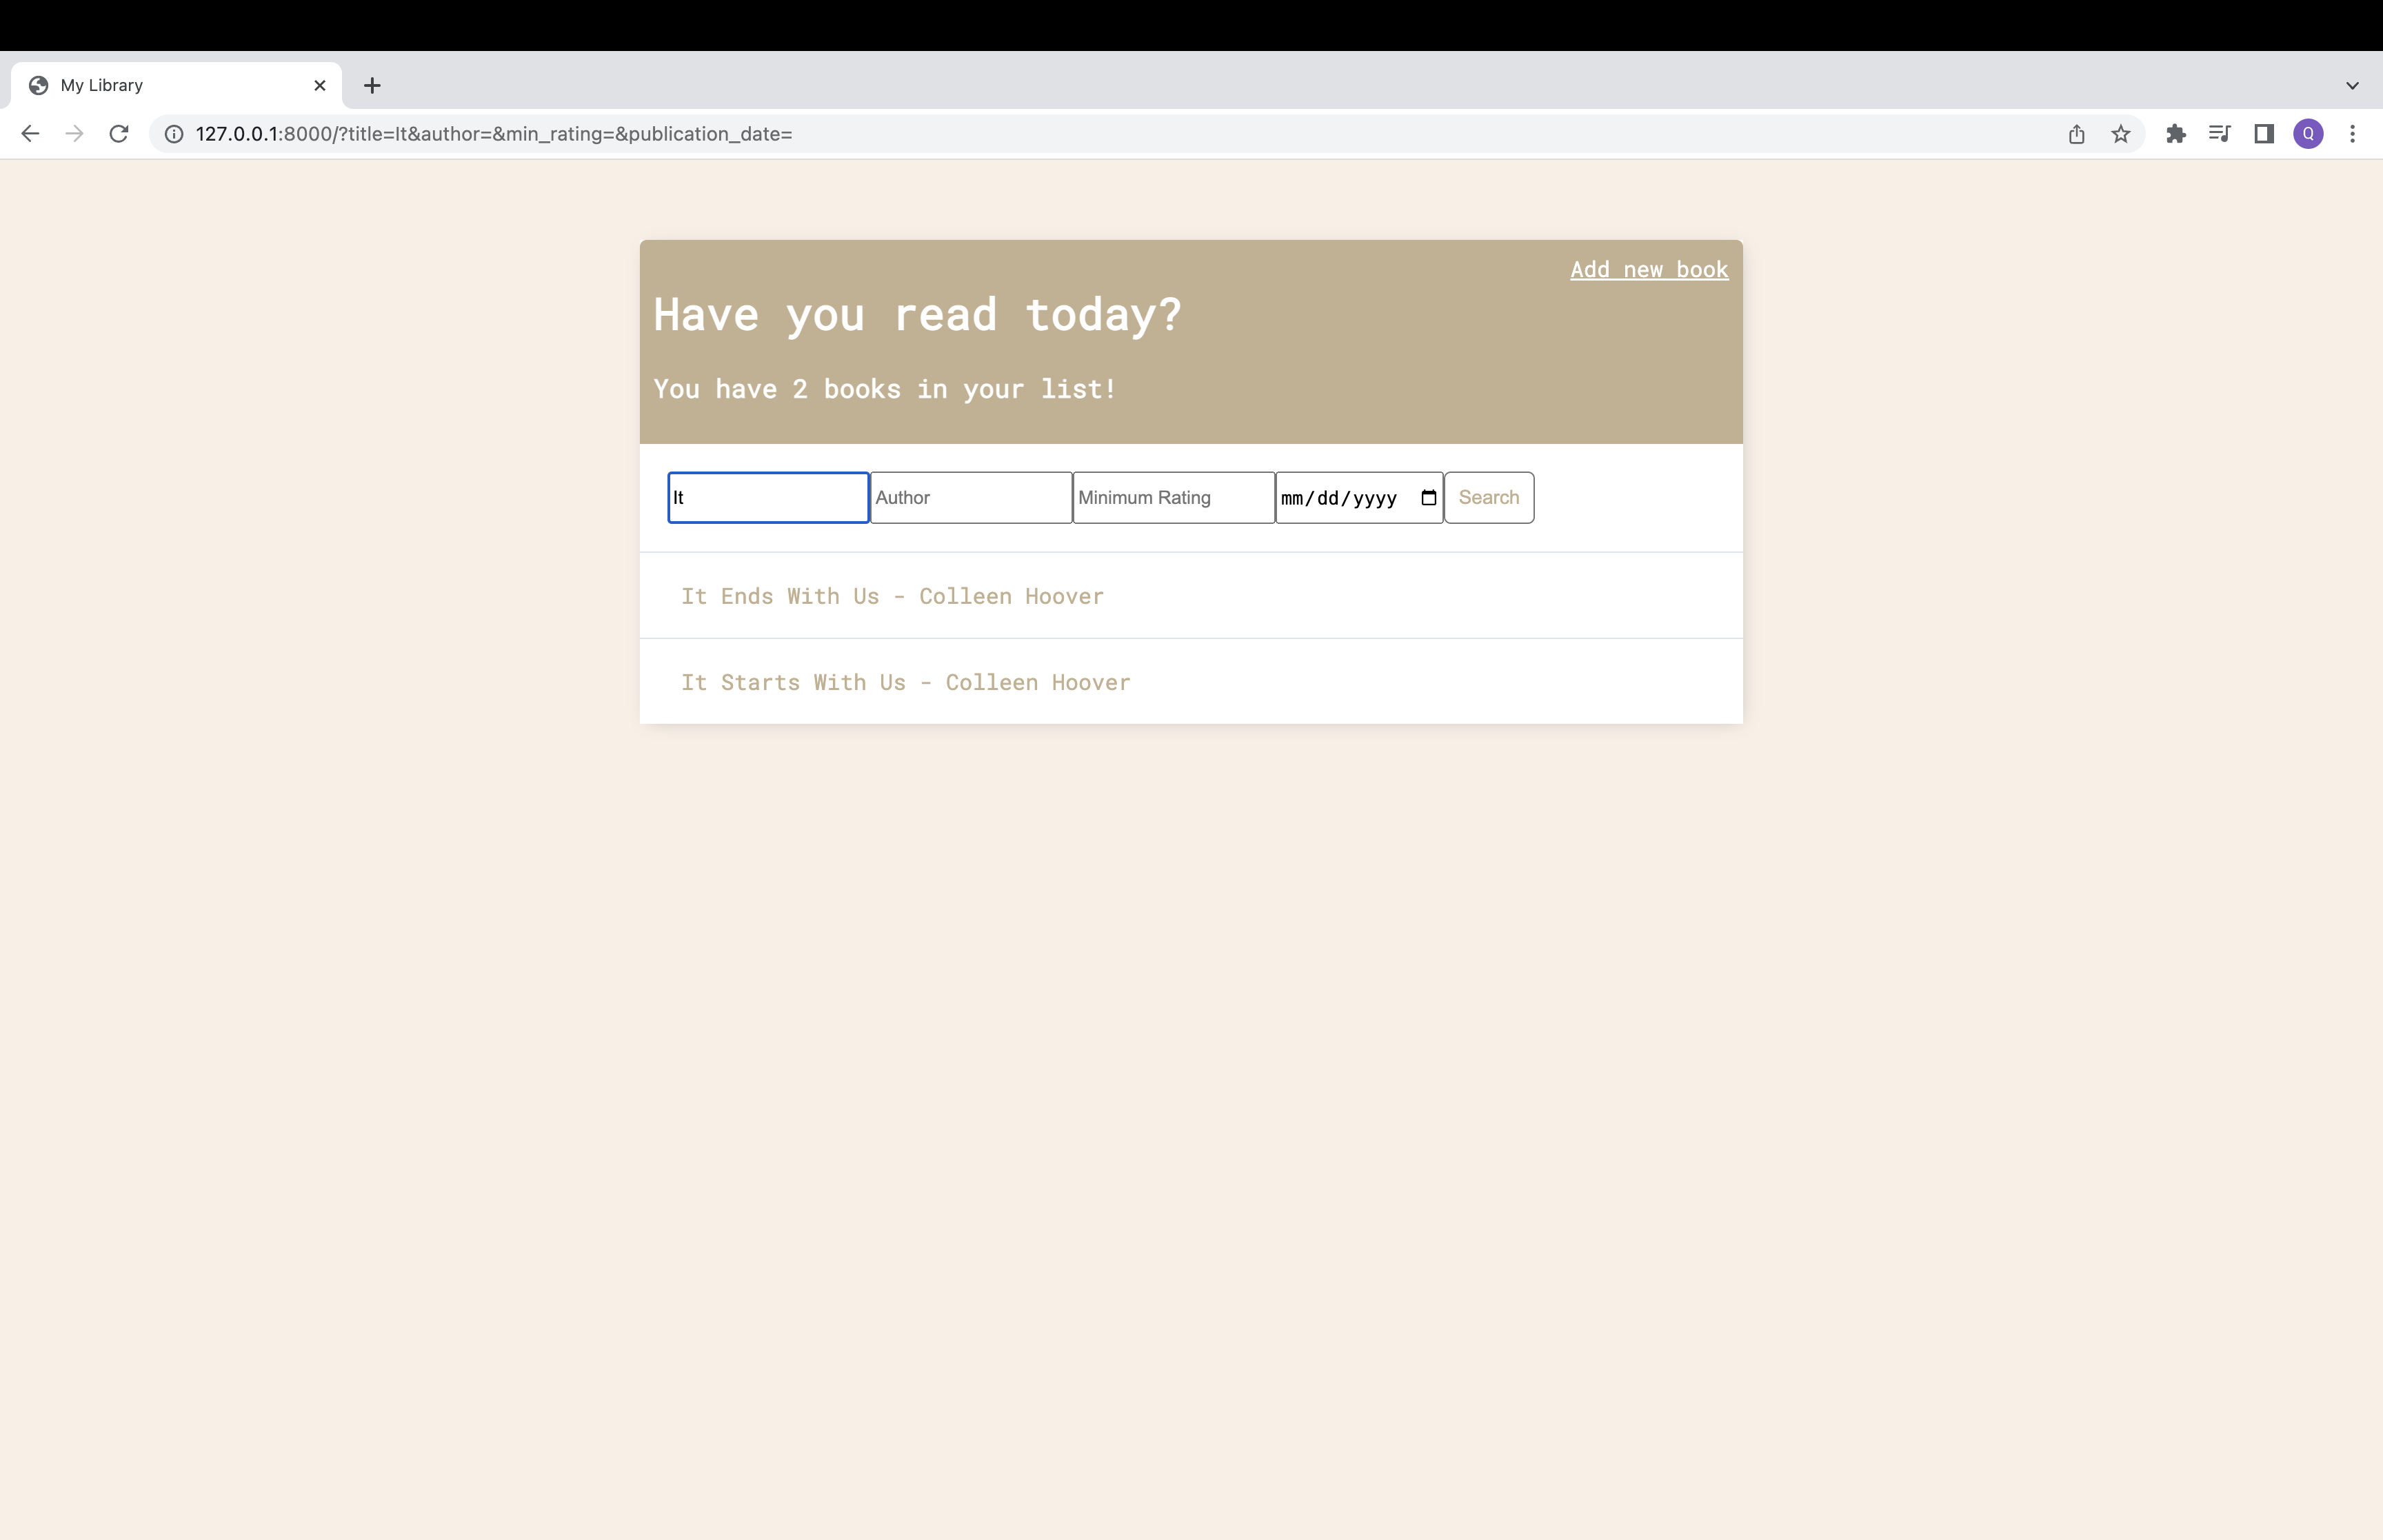 My Library
127.0.0.1:8000/?title=It&author=&min_rating=&publication_date=
Q
Add new book
Have you read today?
You have 2 books in your list!
It
Author
Minimum Rating
mm/dd/yyyy
Search
It Ends With Us - Colleen Hoover
It Starts With Us - Colleen Hoover